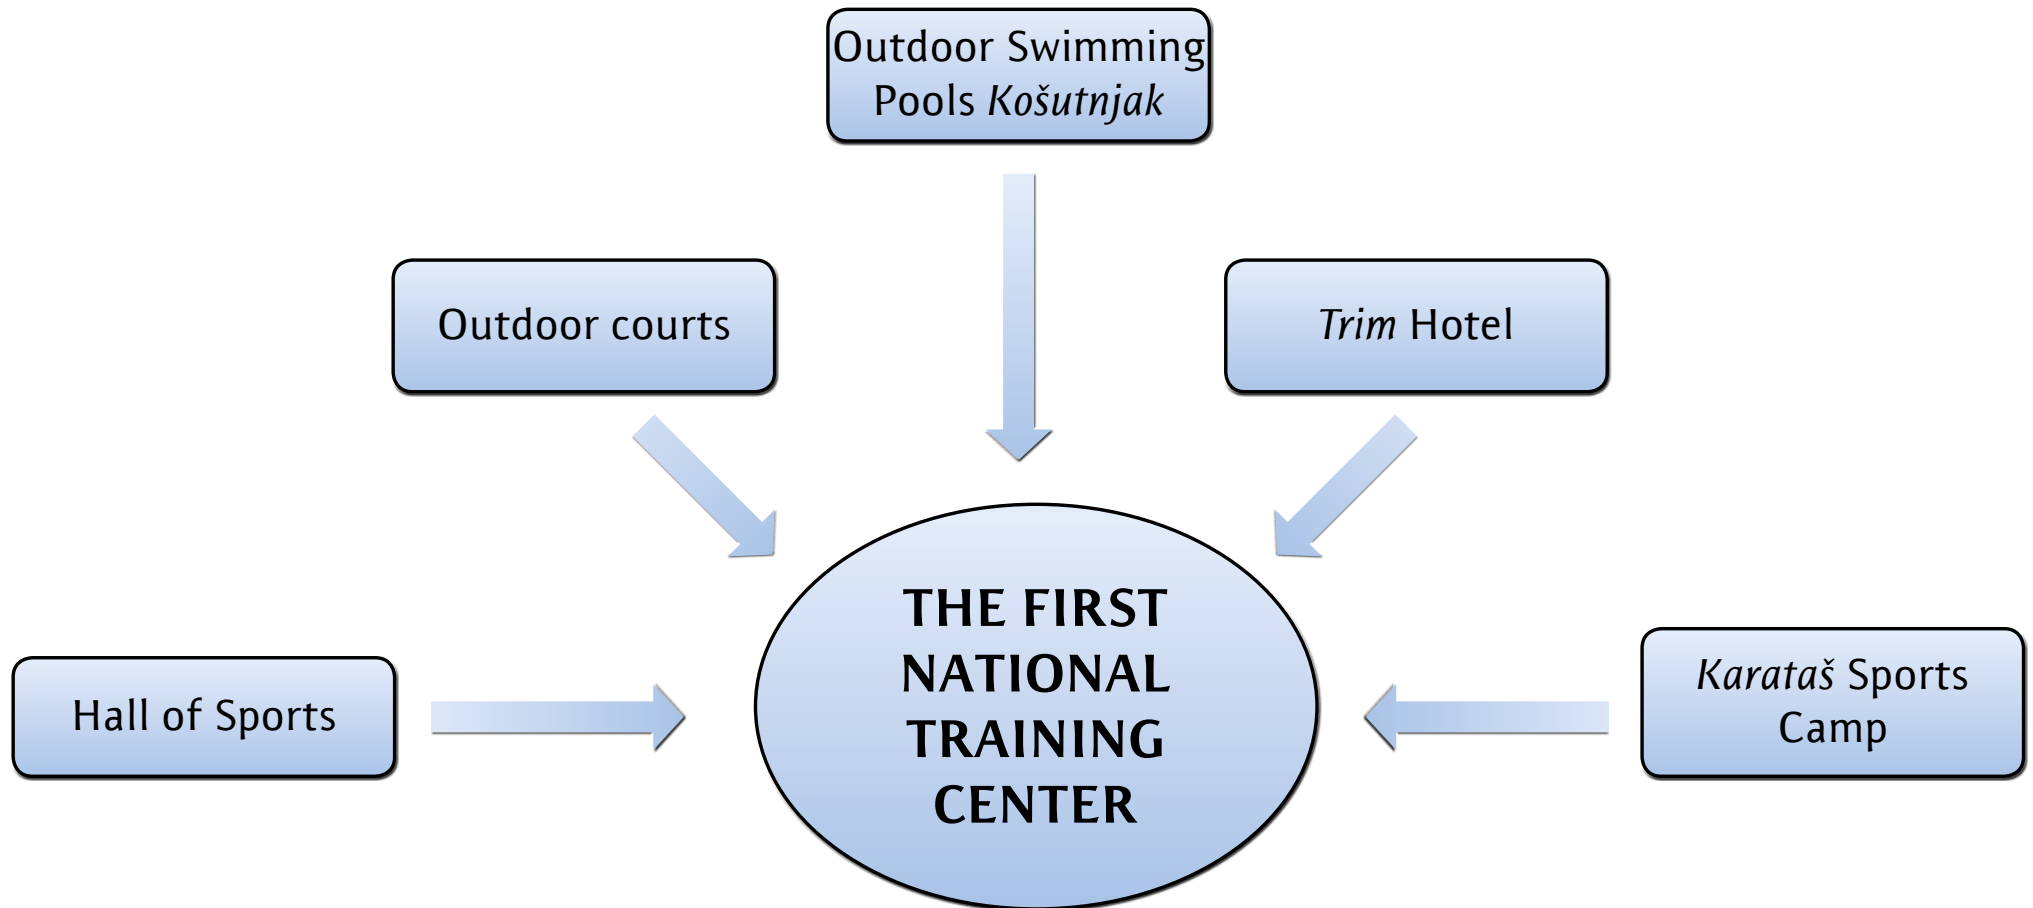 Outdoor Swimming
Pools Košutnjak
Outdoor courts
Trim Hotel
Hall of Sports
THE FIRST
NATIONAL
TRAINING
CENTER
Karataš Sports
Camp